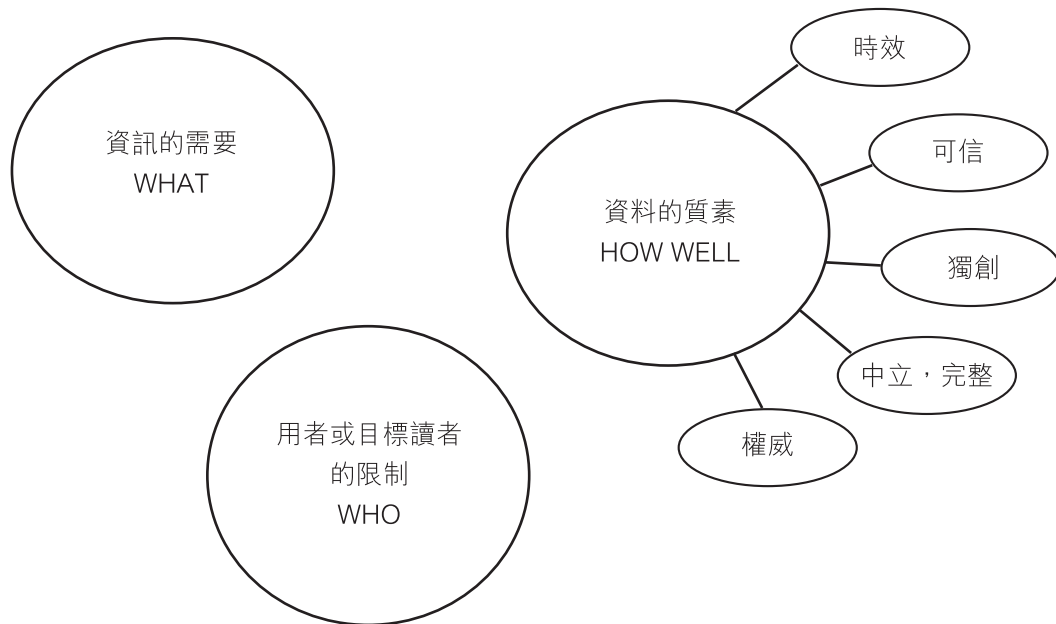 資訊的需要
WHAT
用者或目標讀者
的限制
WHO
資料的質素
HOW WELL
時效
可信
獨創
中立，完整
權威